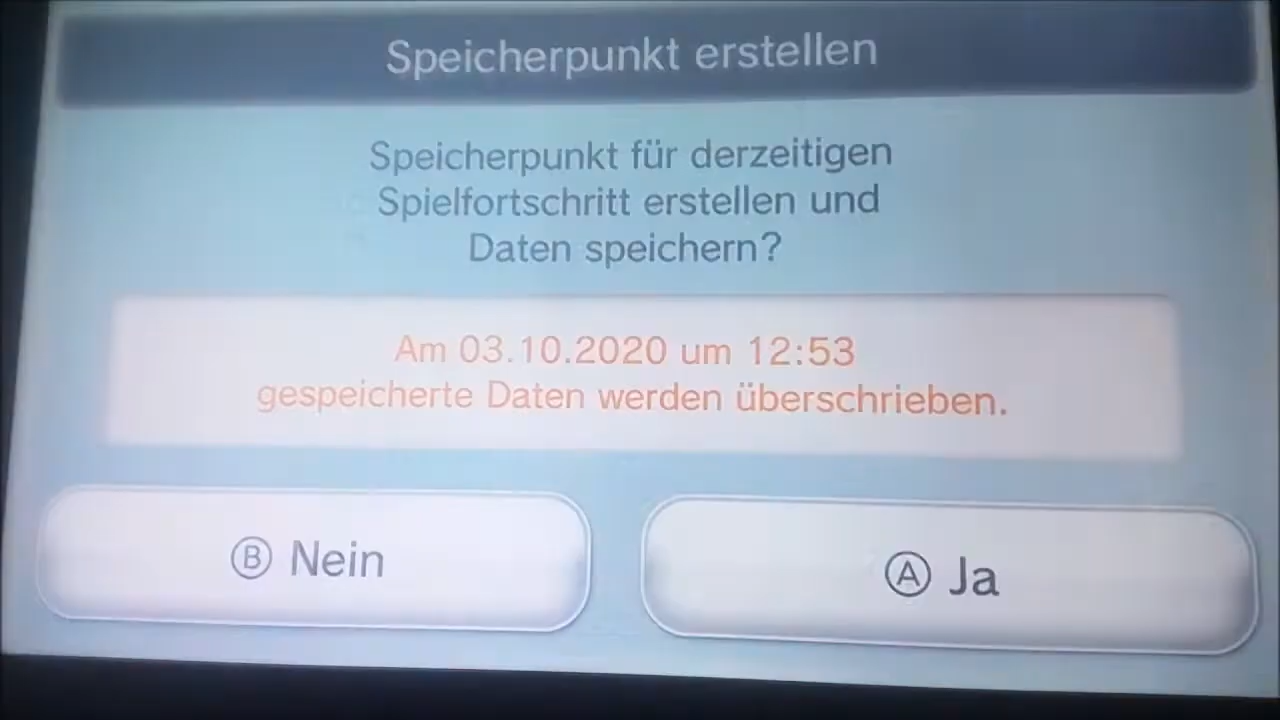 Speicherpunkt erstellen
Speicherpunkt für derzeitigen
Spielfortschritt erstellen und
Daten speichern?
Am 03.10.2020 um 12:53
gespeicherte Daten werden überschrieben.
Ⓑ Nein
Ⓐ Ja